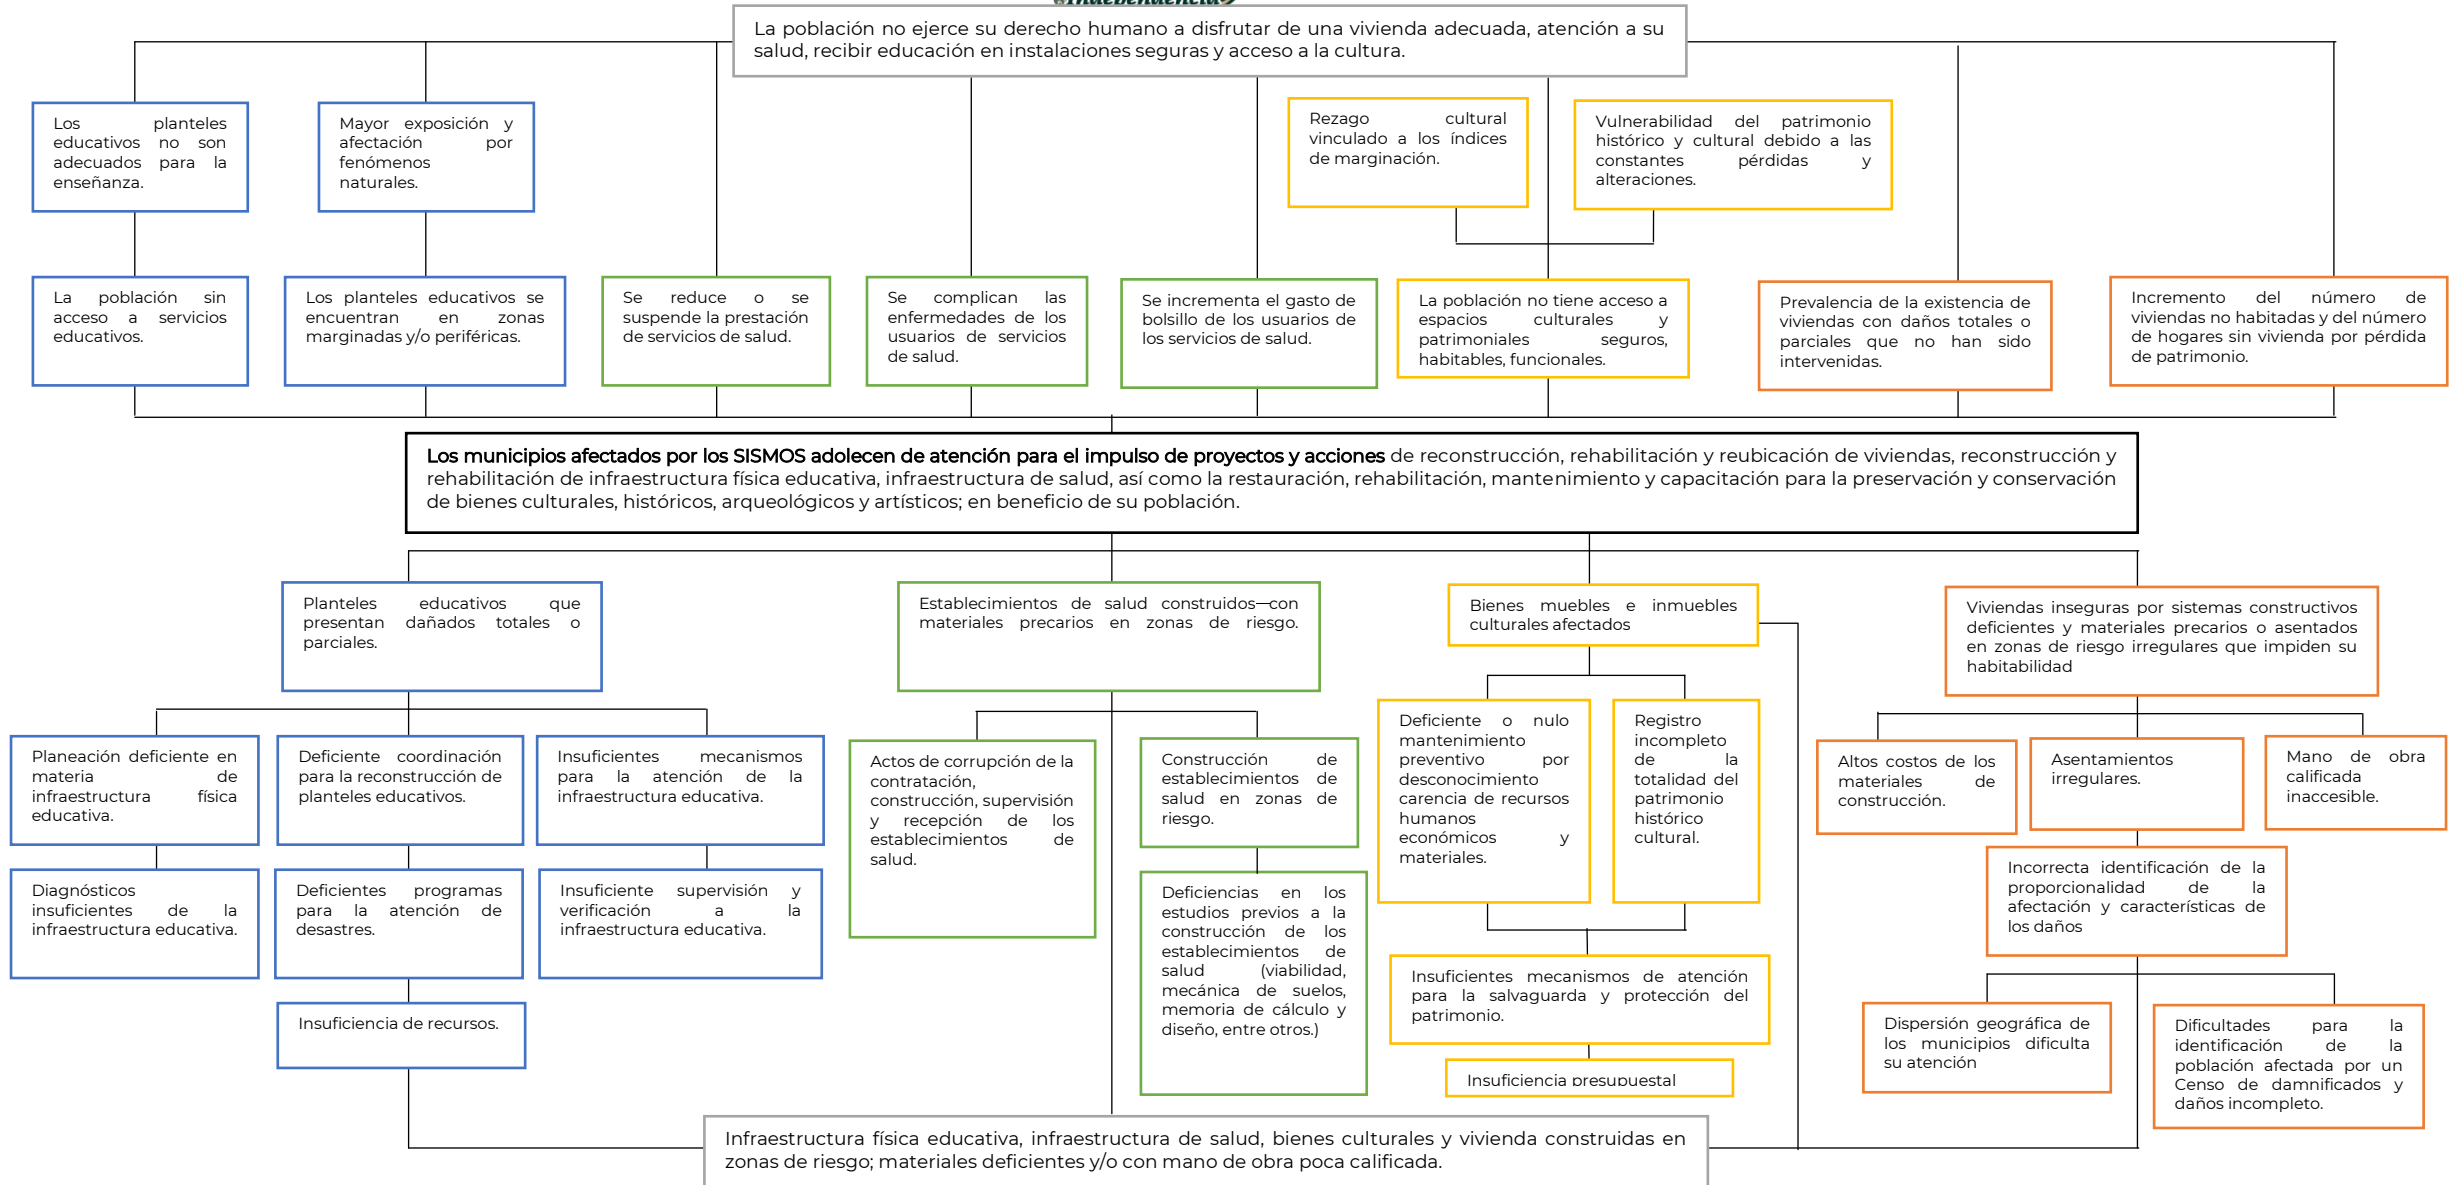 Independencia
La población no ejerce su derecho humano a disfrutar de una vivienda adecuada, atención a su
salud, recibir educación en instalaciones seguras y acceso a la cultura.
Los planteles
educativos no son
adecuados para la
enseñanza.
Mayor exposición y
afectación por
fenómenos
naturales.
Rezago cultural
vinculado a los índices
de marginación.
Vulnerabilidad del patrimonio
histórico y cultural debido a las
constantes pérdidas y
alteraciones.
La población sin
acceso a servicios
educativos.
Los planteles educativos se
encuentran en zonas
marginadas y/o periféricas.
Se reduce o se
suspende la prestación
de servicios de salud.
Se complican las
enfermedades de los
usuarios de servicios
de salud.
Se incrementa el gasto de
bolsillo de los usuarios de
los servicios de salud.
La población no tiene acceso a
espacios culturales y
patrimoniales seguros,
habitables, funcionales.
Prevalencia de la existencia de
viviendas con daños totales o
parciales que no han sido
intervenidas.
Incremento del número de
viviendas no habitadas y del número
de hogares sin vivienda por pérdida
de patrimonio.
Los municipios afectados por los SISMOS adolecen de atención para el impulso de proyectos y acciones de reconstrucción, rehabilitación y reubicación de viviendas, reconstrucción y
rehabilitación de infraestructura física educativa, infraestructura de salud, así como la restauración, rehabilitación, mantenimiento y capacitación para la preservación y conservación
de bienes culturales, históricos, arqueológicos y artísticos; en beneficio de su población.
Planteles educativos que
presentan dañados totales o
parciales.
Establecimientos de salud construidos—con
materiales precarios en zonas de riesgo.
Bienes muebles e inmuebles
culturales afectados
Viviendas inseguras por sistemas constructivos
deficientes y materiales precarios o asentados
en zonas de riesgo irregulares que impiden su
habitabilidad
Planeación deficiente en
materia de
infraestructura física
educativa.
Deficiente coordinación
para la reconstrucción de
planteles educativos.
Insuficientes mecanismos
para la atención de la
infraestructura educativa.
Actos de corrupción de la
contratación,
construcción, supervisión
y recepción de los
establecimientos de
salud.
Construcción de
establecimientos de
salud en zonas de
riesgo.
Deficiente o nulo
mantenimiento
preventivo por
desconocimiento
carencia de recursos
humanos
económicos y
materiales.
Registro
incompleto
de la
totalidad del
patrimonio
histórico
cultural.
Altos costos de los
materiales de
construcción.
Asentamientos
irregulares.
Mano de obra
calificada
inaccesible.
Diagnósticos
insuficientes de la
infraestructura educativa.
Deficientes programas
para la atención de
desastres.
Insuficiente supervisión y
verificación a la
infraestructura educativa.
Deficiencias en los
estudios previos a la
construcción de los
establecimientos de
salud (viabilidad,
mecánica de suelos,
memoria de cálculo y
diseño, entre otros.)
Incorrecta identificación de la
proporcionalidad de la
afectación y características de
los daños
Insuficientes mecanismos de atención
para la salvaguarda y protección del
patrimonio.
Insuficiencia de recursos.
Insuficiencia presupuestal
Dispersión geográfica de
los municipios dificulta
su atención
Dificultades para la
identificación de la
población afectada por un
Censo de damnificados y
daños incompleto.
Infraestructura física educativa, infraestructura de salud, bienes culturales y vivienda construidas en
zonas de riesgo; materiales deficientes y/o con mano de obra poca calificada.